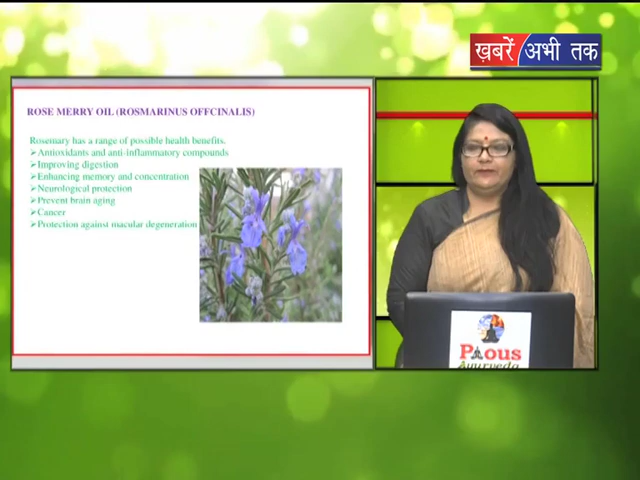 ख़बरें अभी तक
ROSE MERRY OIL (ROSMARINUS OFFCINALIS)
Rosemary has a range of possible health benefits.
➢Antioxidants and anti-inflammatory compounds
➢Improving digestion
➢Enhancing memory and concentration
➢Neurological protection
➢Prevent brain aging
➢Cancer
➢Protection against macular degeneration
Pious
Ayurveda